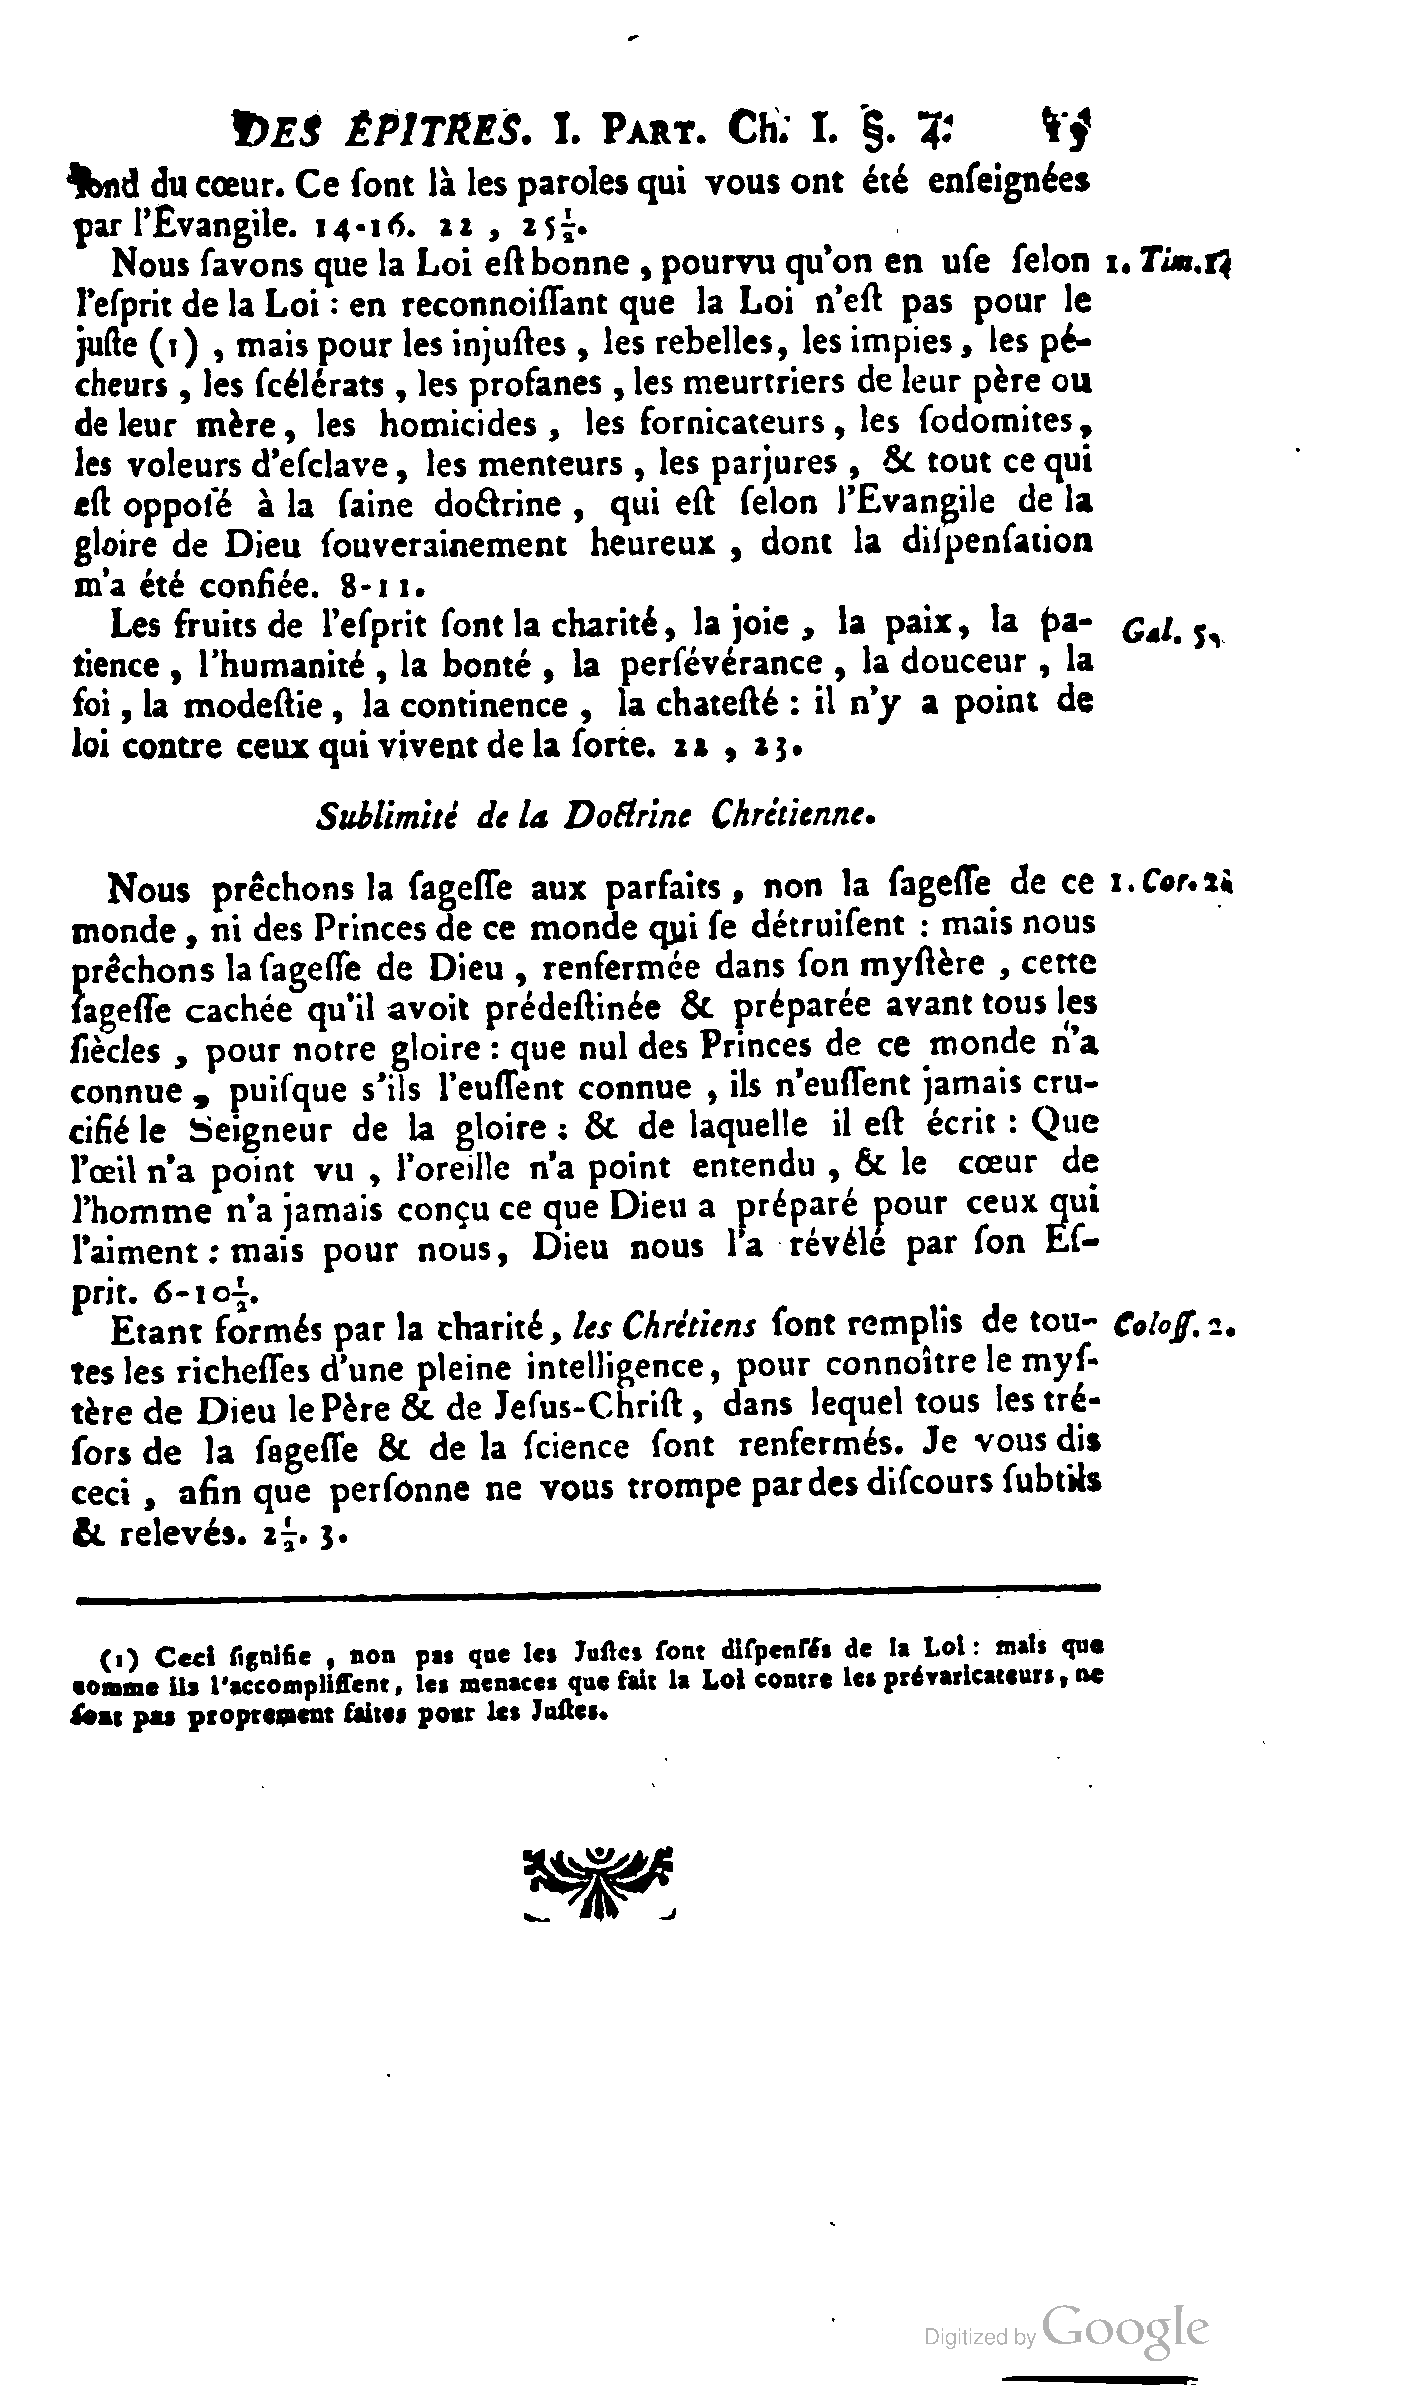 DES ÉPITRES. I. PART. Ch. I. §. 7.
fond du cœur. Ce ſont là les paroles qui vous ont été enſeignées
par l'Evangile. 14-16. 22, 25½.
Nous ſavons que la Loi eſt bonne, pourvu qu'on en uſe ſelon 1. Tim.
l'eſprit de la Loi : en reconnoiſſant que la Loi n'eſt pas pour le
juſte (1), mais pour les injuſtes, les rebelles, les impies, les pé-
cheurs, les ſcélérats, les profanes, les meurtriers de leur père ou
de leur mère, les homicides, les fornicateurs, les ſodomites,
les voleurs d'eſclave, les menteurs, les parjures, & tout ce qui
eſt oppoſé à la ſaine doctrine, qui eſt ſelon l'Evangile de la
gloire de Dieu ſouverainement heureux, dont la diſpenſation
m'a été confiée. 8-11.
Les fruits de l'eſprit ſont la charité, la joie, la paix, la pa- Gal. 5,
tience, l'humanité, la bonté, la perſévérance, la douceur, la
foi, la modeſtie, la continence, la chateſté : il n'y a point de
loi contre ceux qui vivent de la ſorte. 22, 23.
Sublimité de la Doctrine Chrétienne.
Nous prêchons la ſageſſe aux parfaits, non la ſageſſe de ce 1. Cor. 2.
monde, ni des Princes de ce monde qui ſe détruiſent : mais nous
prêchons la ſageſſe de Dieu, renfermée dans ſon myſtère, cette
ſageſſe cachée qu'il avoit prédeſtinée & préparée avant tous les
ſiècles, pour notre gloire : que nul des Princes de ce monde n'a
connue, puiſque s'ils l'euſſent connue, ils n'euſſent jamais cru-
cifié le Seigneur de la gloire ; & de laquelle il eſt écrit : Que
l'œil n'a point vu, l'oreille n'a point entendu, & le cœur de
l'homme n'a jamais conçu ce que Dieu a préparé pour ceux qui
l'aiment : mais pour nous, Dieu nous l'a révélé par ſon Eſ-
prit. 6-10½.
Etant formés par la charité, les Chrétiens ſont remplis de tou- Coloſſ. 2.
tes les richeſſes d'une pleine intelligence, pour connoître le myſ-
tère de Dieu le Père & de Jeſus-Chriſt, dans lequel tous les tré-
ſors de la ſageſſe & de la ſcience ſont renfermés. Je vous dis
ceci, afin que perſonne ne vous trompe par des diſcours ſubtils
& relevés. 2½. 3.
(1) Ceci ſignifie, non pas que les Juſtes ſont diſpenſés de la Loi : mais que
comme ils l'accompliſſent, les menaces que fait la Loi contre les prévaricateurs, ne
ſont pas proprement faites pour les Juſtes.
Digitized by Google